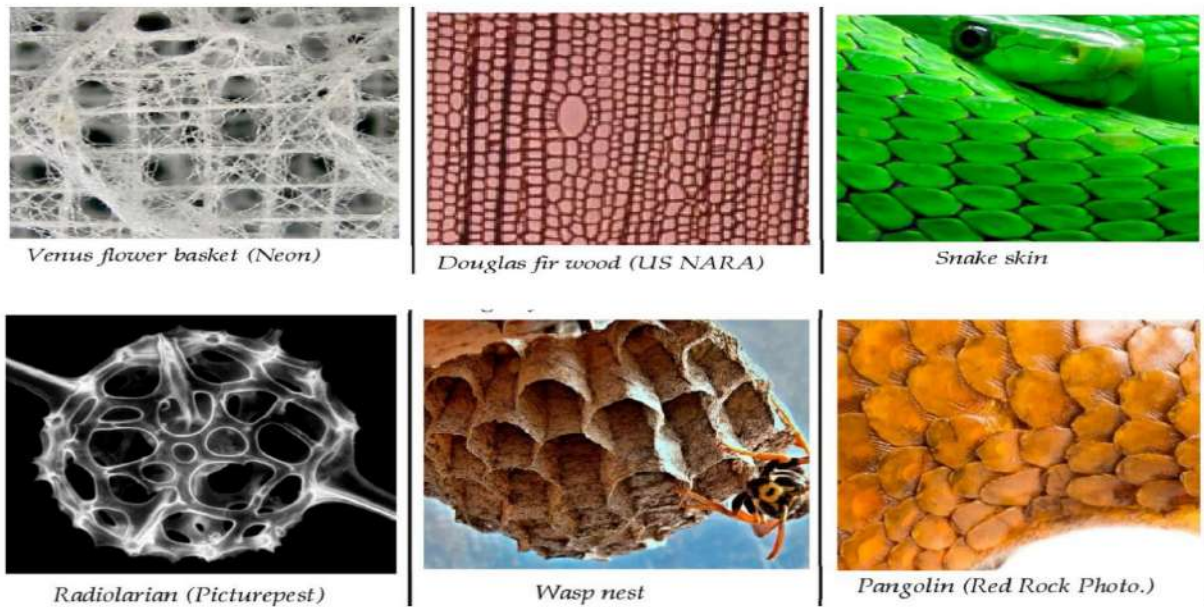 Venus flower basket (Neon)
Douglas fir wood (US NARA)
Snake skin
Radiolarian (Picturepest)
Wasp nest
Pangolin (Red Rock Photo.)